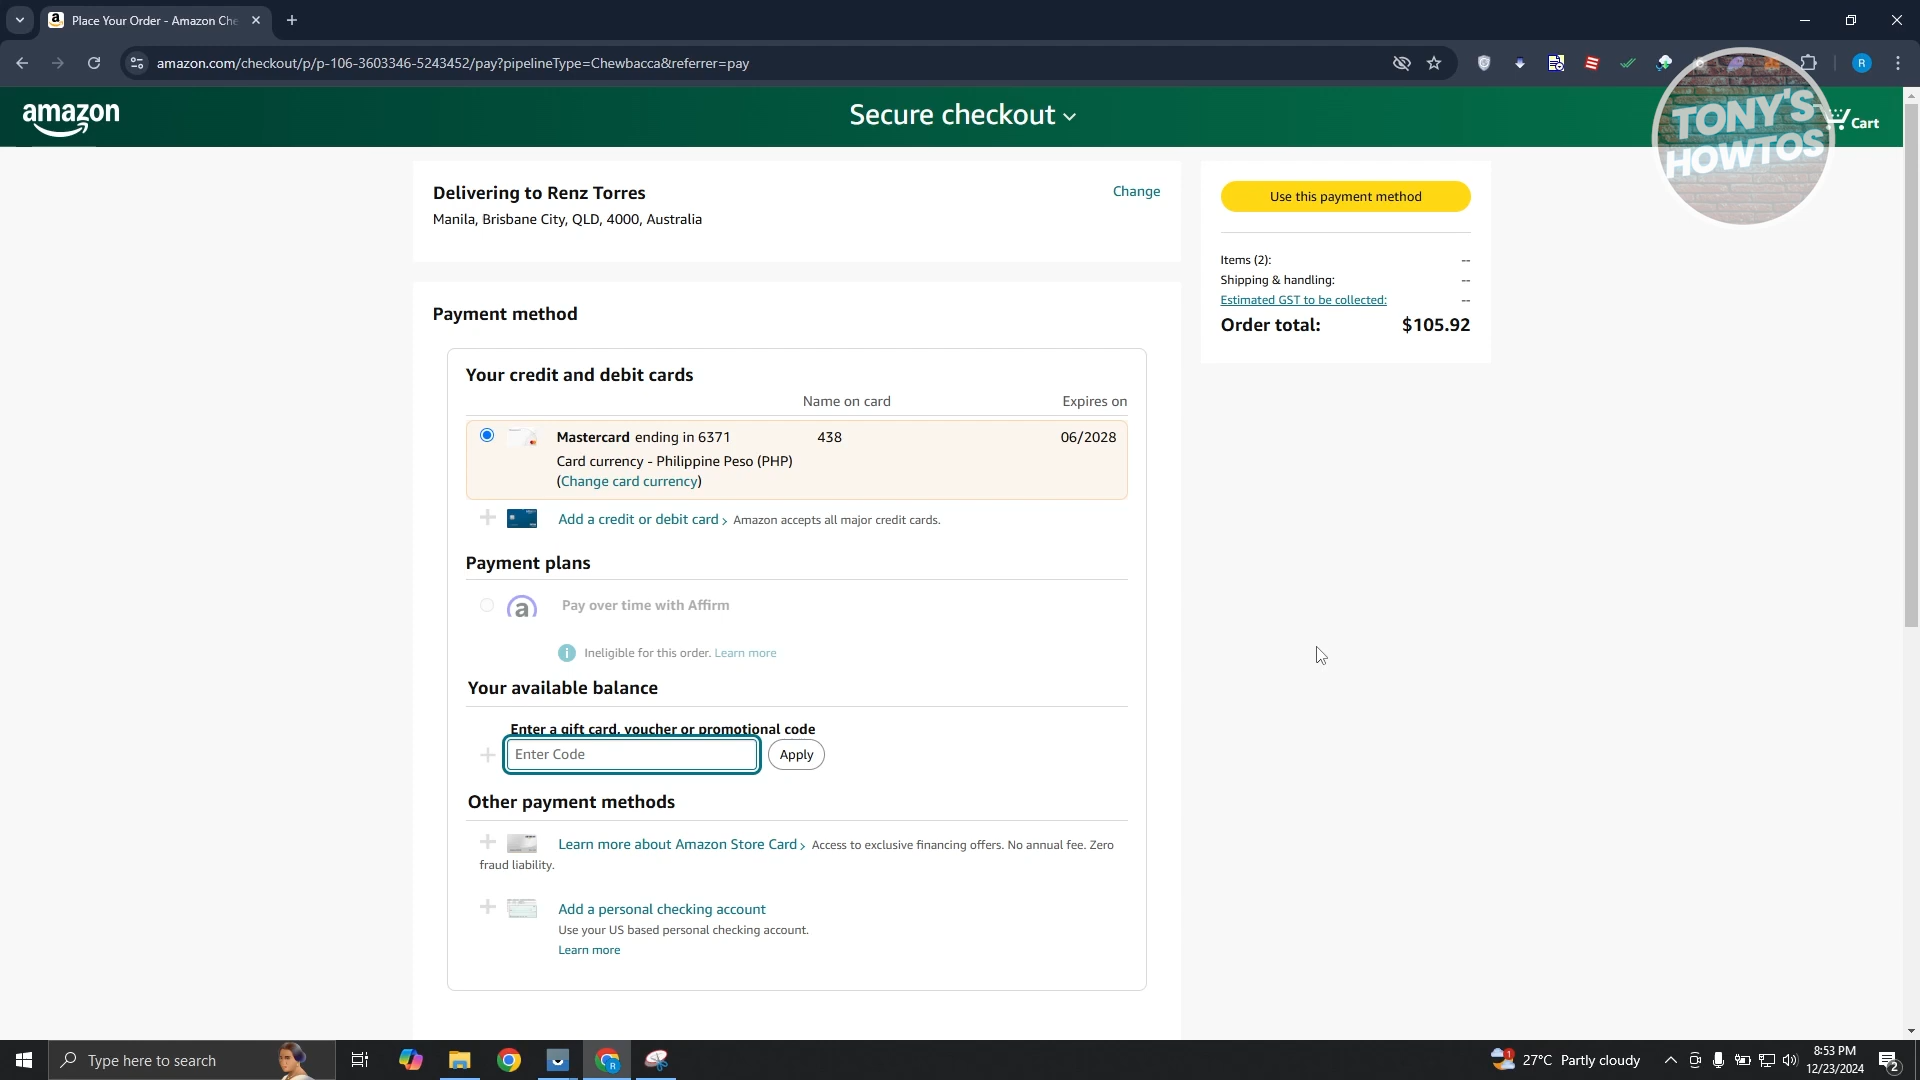 Place Your Order - Amazon Che
amazon.com/checkout/p/p-106-3603346-5243452/pay?pipelineType=Chewbacca&referrer=pay
R
amazon
Secure checkout
Cart
TONY'S
HOWTOS
Delivering to Renz Torres
Change
Manila, Brisbane City, QLD, 4000, Australia
Use this payment method
Items (2): --
Shipping & handling: --
Estimated GST to be collected: --
Order total: $105.92
Payment method
Your credit and debit cards
Name on card Expires on
Mastercard ending in 6371 438 06/2028
Card currency - Philippine Peso (PHP)
(Change card currency)
Add a credit or debit card › Amazon accepts all major credit cards.
Payment plans
a Pay over time with Affirm
i Ineligible for this order. Learn more
Your available balance
Enter a gift card, voucher or promotional code
Enter Code Apply
Other payment methods
Learn more about Amazon Store Card › Access to exclusive financing offers. No annual fee. Zero
fraud liability.
Add a personal checking account
Use your US based personal checking account.
Learn more
Type here to search
1 27°C Partly cloudy
8:53 PM
12/23/2024
2